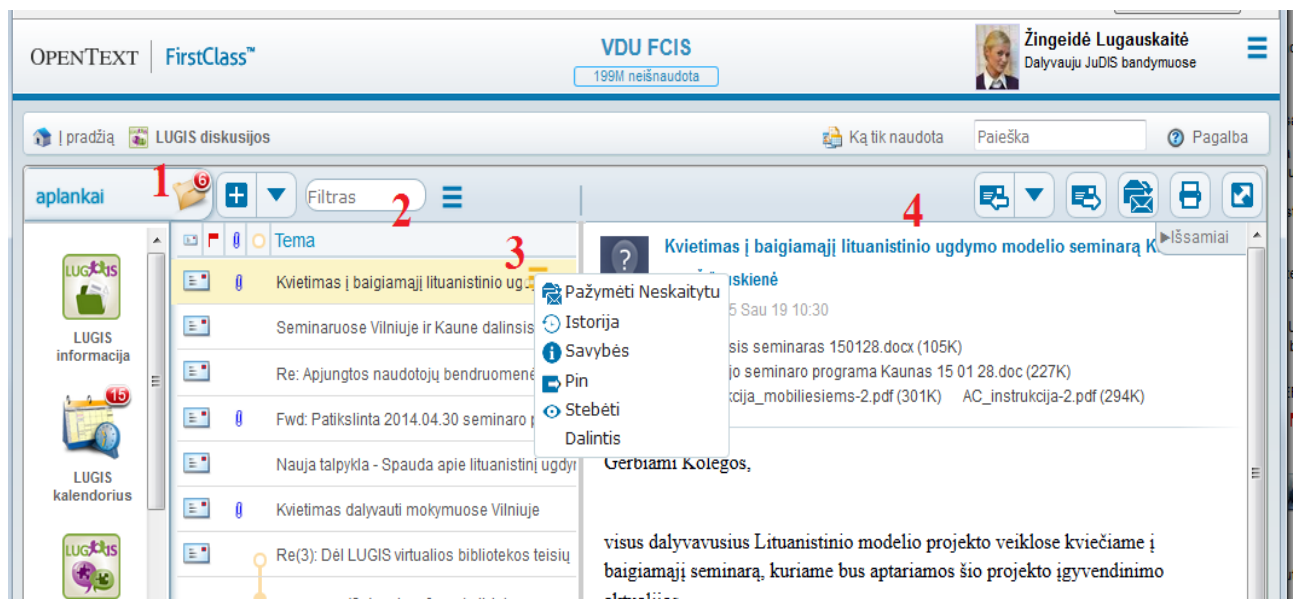 OPENTEXT | FirstClass™
VDU FCIS
199M neišnaudota
Žingeidė Lugauskaitė
Dalyvauju JuDIS bandymuose
Į pradžią LUGIS diskusijos
Ką tik naudota
Paieška
Pagalba
aplankai
1
6
Filtras
2
4
Tema
3
Kvietimas į baigiamąjį lituanistinio ug
Seminaruose Vilniuje ir Kaune dalinsis
Re: Apjungtos naudotojų bendruomenė
Fwd: Patikslinta 2014.04.30 seminaro
Nauja talpykla - Spauda apie lituanistinį ugdy
Kvietimas dalyvauti mokymuose Vilniuje
Re(3): Dėl LUGIS virtualios bibliotekos teisių
LUGIS
LUGIS
informacija
15
LUGIS
kalendorius
LUGIS
Pažymėti Neskaitytu
Istorija
Savybės
Pin
Stebėti
Dalintis
Kvietimas į baigiamąjį lituanistinio ugdymo modelio seminarą K
Išsamiai
uskienė
5 Sau 19 10:30
sis seminaras 150128.docx (105K)
jo seminaro programa Kaunas 15 01 28.doc (227K)
kcija_mobiliesiems-2.pdf (301K) AC_instrukcija-2.pdf (294K)
Gerbiami Kolegos,
visus dalyvavusius Lituanistinio modelio projekto veiklose kviečiame į
baigiamąjį seminarą, kuriame bus aptariamos šio projekto įgyvendinimo